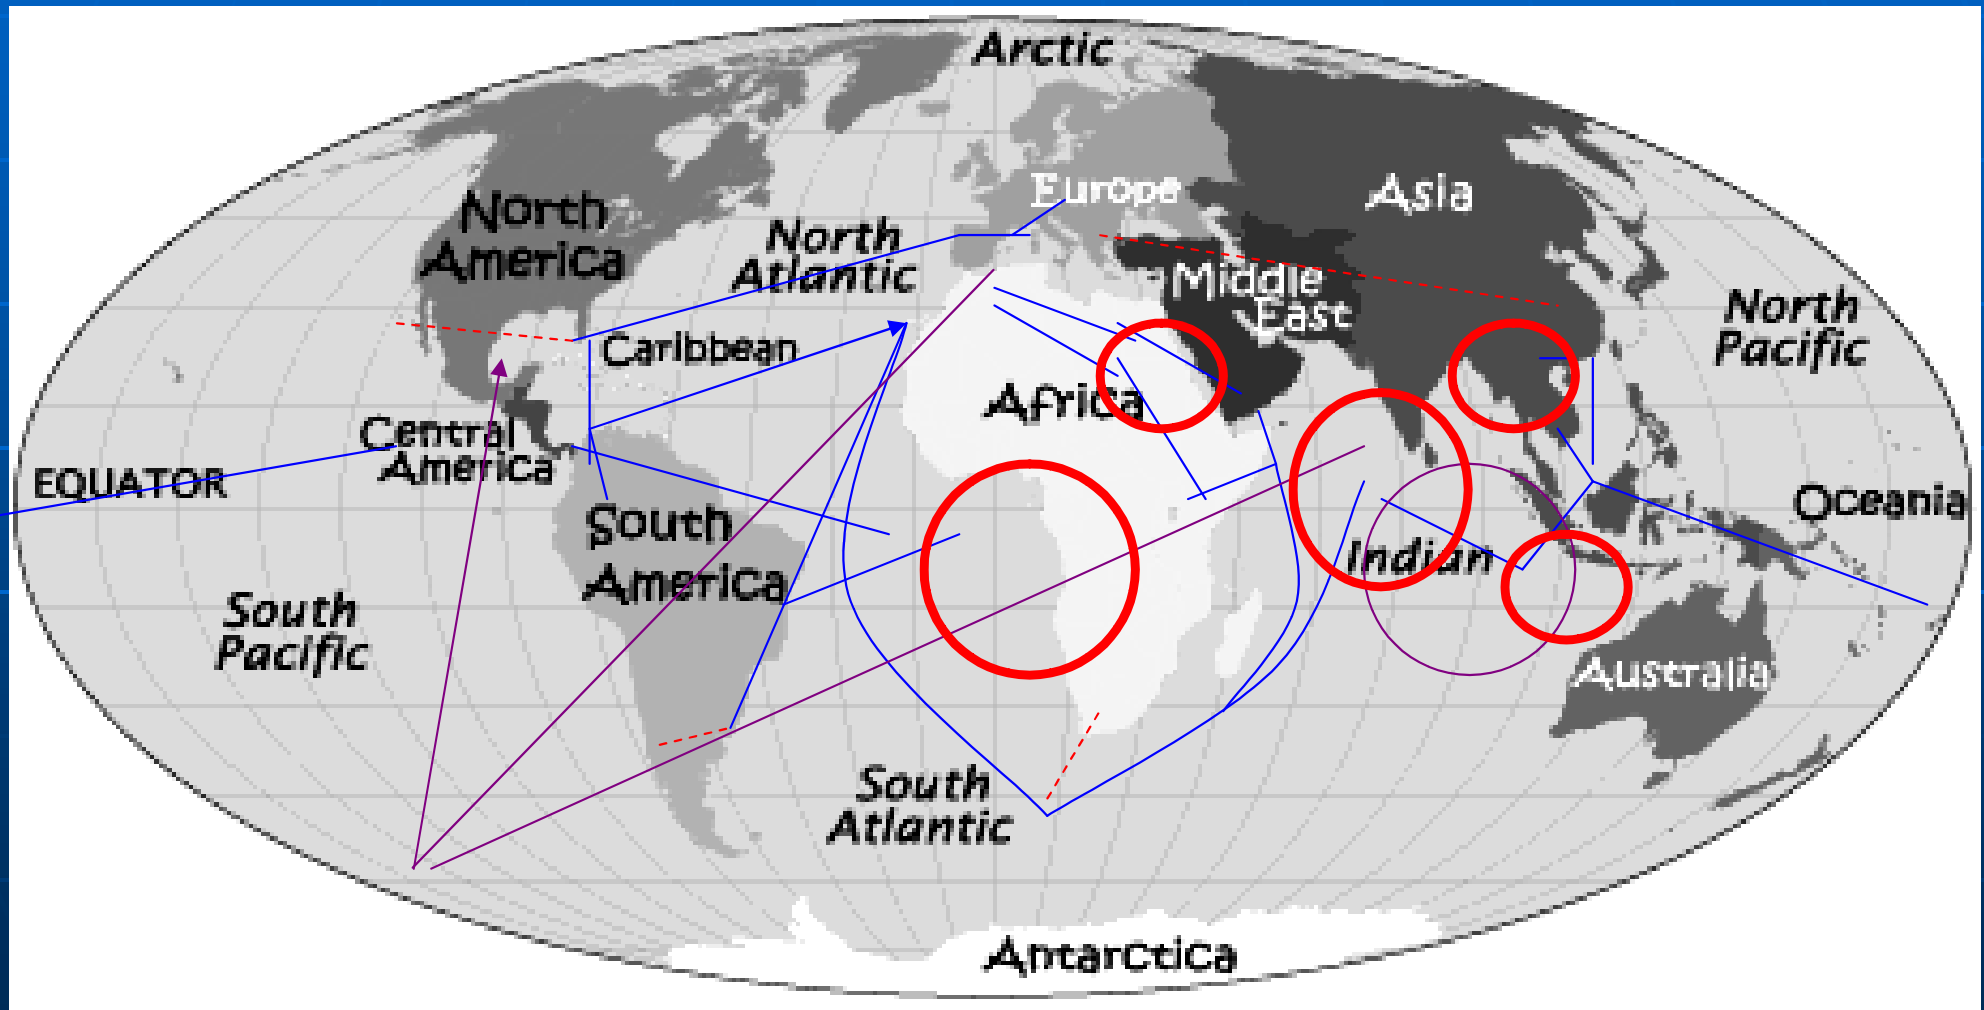 Arctic
Europe
Asia
North
America
North
Atlantic
Middle
East
North
Pacific
Caribbean
Africa
Central
America
EQUATOR
Oceania
South
America
Indian
South
Pacific
Australia
South
Atlantic
Antarctica